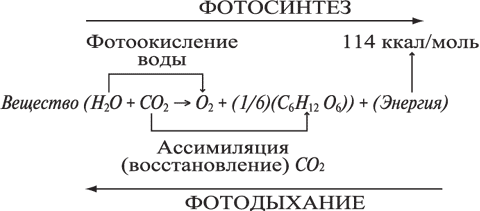 ФОТОСИНТЕЗ
Фотоокисление
воды
114 ккал/моль
Вещество (H₂O + CO₂ → O₂ + (1/6)(C₆H₁₂ O₆)) + (Энергия)
Ассимиляция
(восстановление) CO₂
ФОТОДЫХАНИЕ